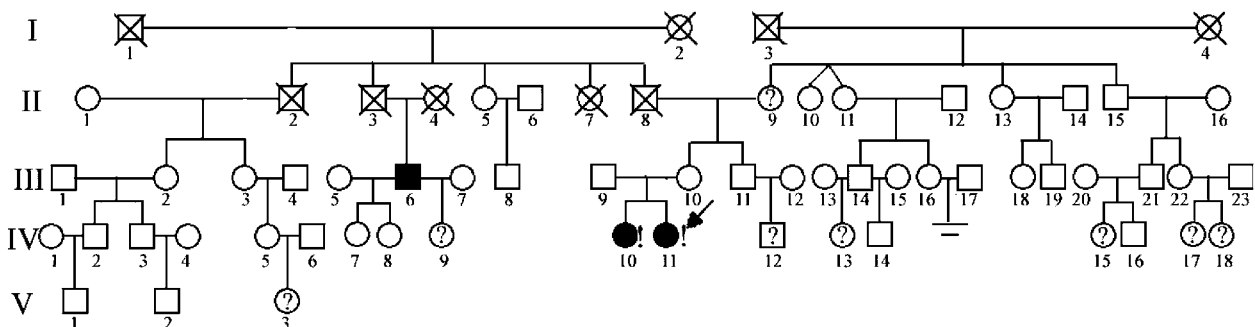 I
1 2 3 4
? ? 
II
1 2 3 4 5 6 7 8 9 10 11 12 13 14 15 16
III
1 2 3 4 5 6 7 8 9 10 11 12 13 14 15 16 17 18 19 20 21 22 23
! ! ? ? ? ? ? ?
IV
1 2 3 4 5 6 7 8 9 10 11 12 13 14 15 16 17 18
?
V
1 2 3